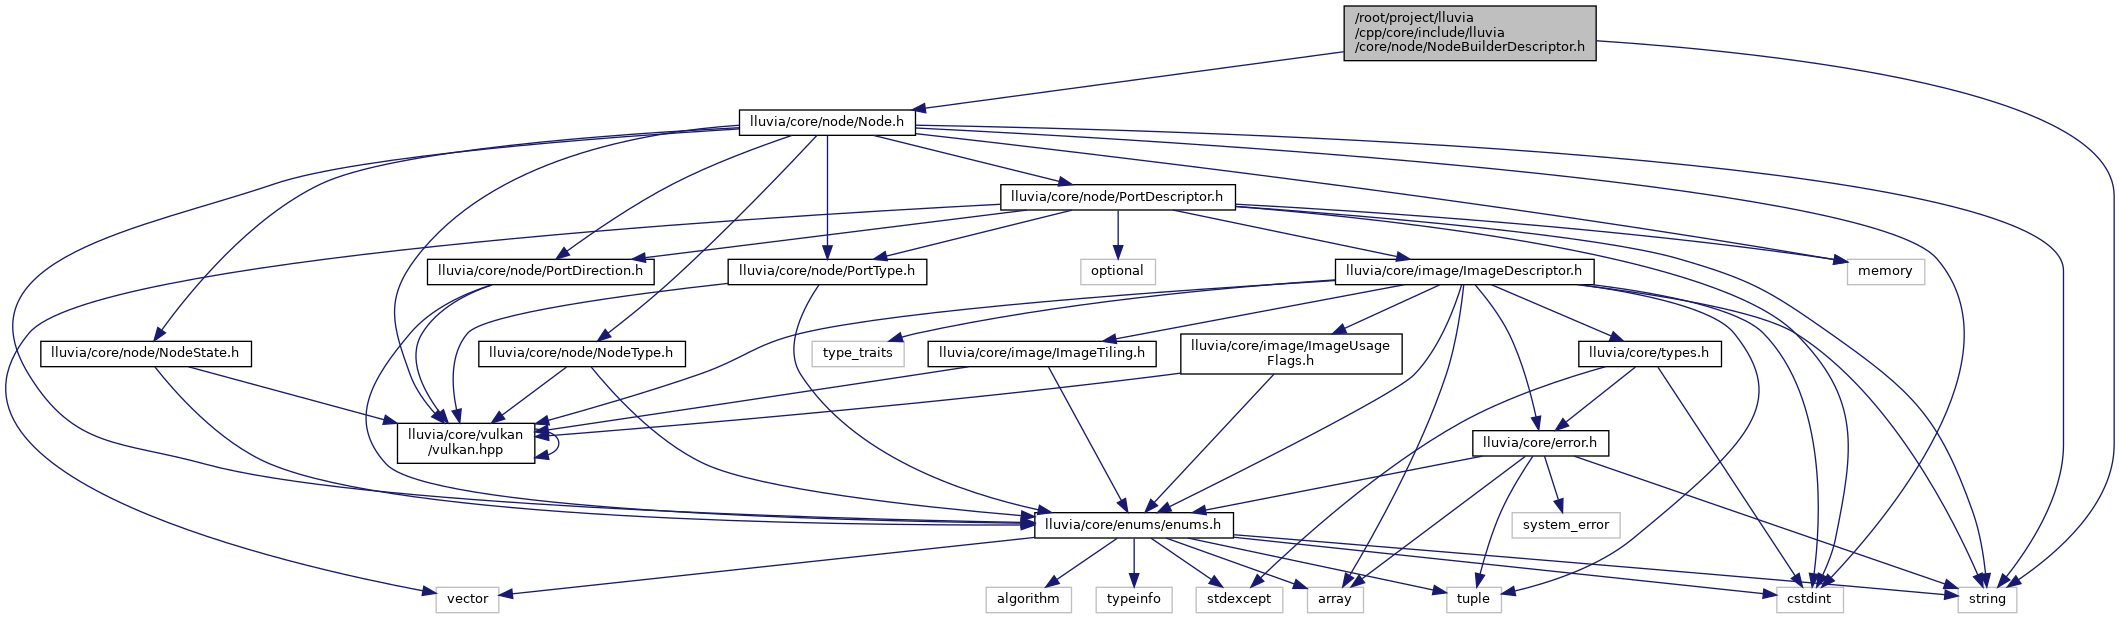 /root/project/lluvia
/cpp/core/include/lluvia
/core/node/NodeBuilderDescriptor.h
lluvia/core/node/Node.h
lluvia/core/node/PortDescriptor.h
lluvia/core/node/PortDirection.h
lluvia/core/node/PortType.h
optional
lluvia/core/image/ImageDescriptor.h
memory
lluvia/core/node/NodeState.h
lluvia/core/node/NodeType.h
type_traits
lluvia/core/image/ImageTiling.h
lluvia/core/image/ImageUsage
Flags.h
lluvia/core/types.h
lluvia/core/vulkan
/vulkan.hpp
lluvia/core/error.h
lluvia/core/enums/enums.h
system_error
vector
algorithm
typeinfo
stdexcept
array
tuple
cstdint
string